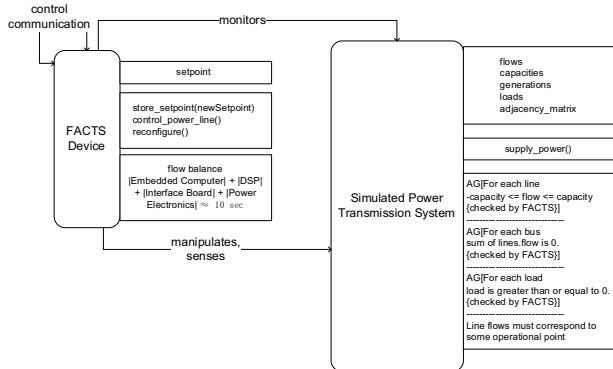 control
communication
monitors
FACTS
Device
setpoint
store_setpoint(newSetpoint)
control_power_line()
reconfigure()
flow balance
|Embedded Computer| + |DSP|
+ |Interface Board| + |Power
Electronics| ≈ 10 sec
manipulates,
senses
Simulated Power
Transmission System
flows
capacities
generations
loads
adjacency_matrix
supply_power()
AG[For each line
-capacity <= flow <= capacity
{checked by FACTS}]
------------------------------
AG[For each bus
sum of lines.flow is 0.
{checked by FACTS}]
------------------------------
AG[For each load
load is greater than or equal to 0.
{checked by FACTS}]
------------------------------
Line flows must correspond to
some operational point